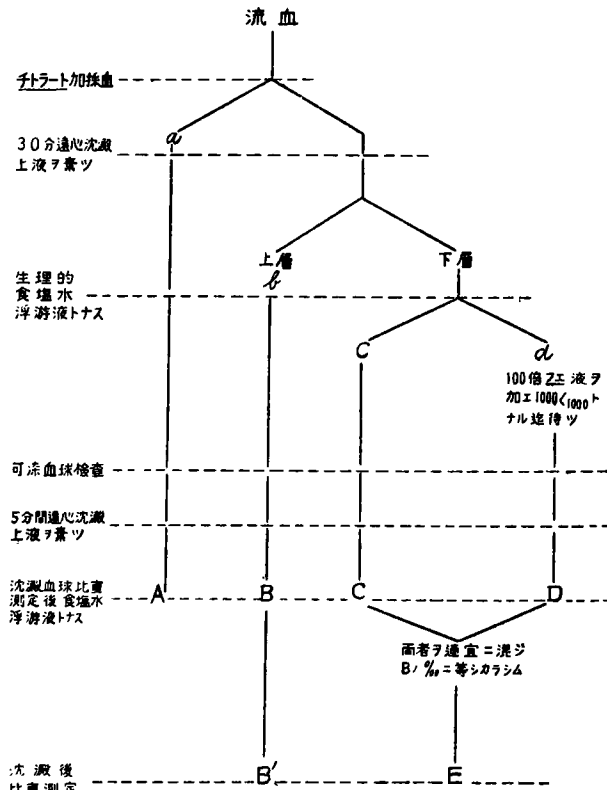 流血
チトラート加採血
a
30分遠心沈澱
上液ヲ棄ツ
上層
b
下層
生理的
食塩水
浮游液トナス
C
d
100倍乙工液ヲ
加工1000<1000ト
ナル迄待ツ
可染血球検査
5分間遠心沈澱
上液ヲ棄ツ
沈澱血球比重
測定後食塩水
浮游液トナス
A
B
C
D
両者ヲ適宜ニ混ジ
B、‰ニ等シカラシム
沈澱後
比重測定
B′
E